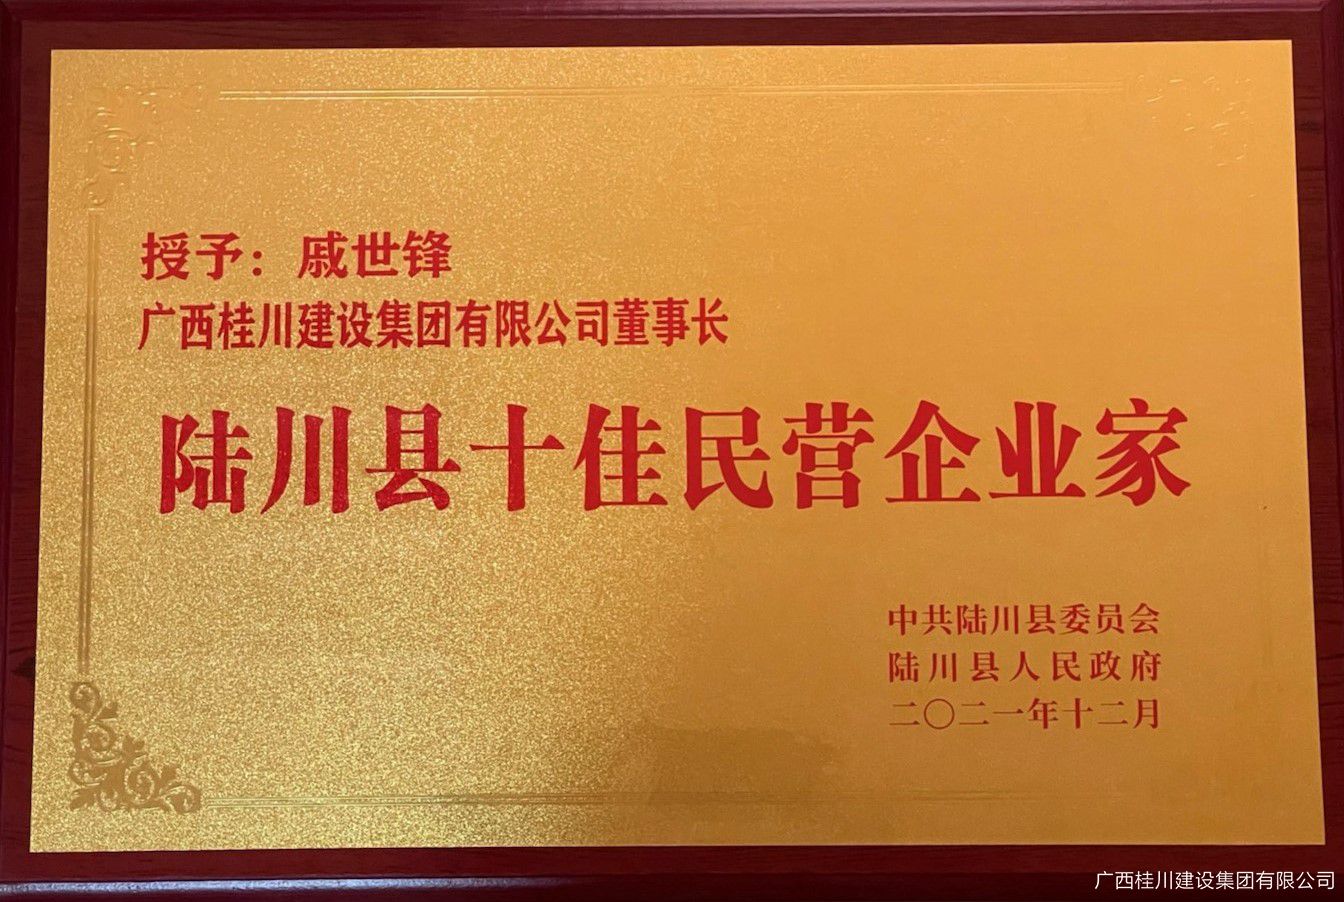 授予：戚世锋
广西桂川建设集团有限公司董事长
陆川县十佳民营企业家
中共陆川县委员会
陆川县人民政府
二〇二一年十二月
广西桂川建设集团有限公司